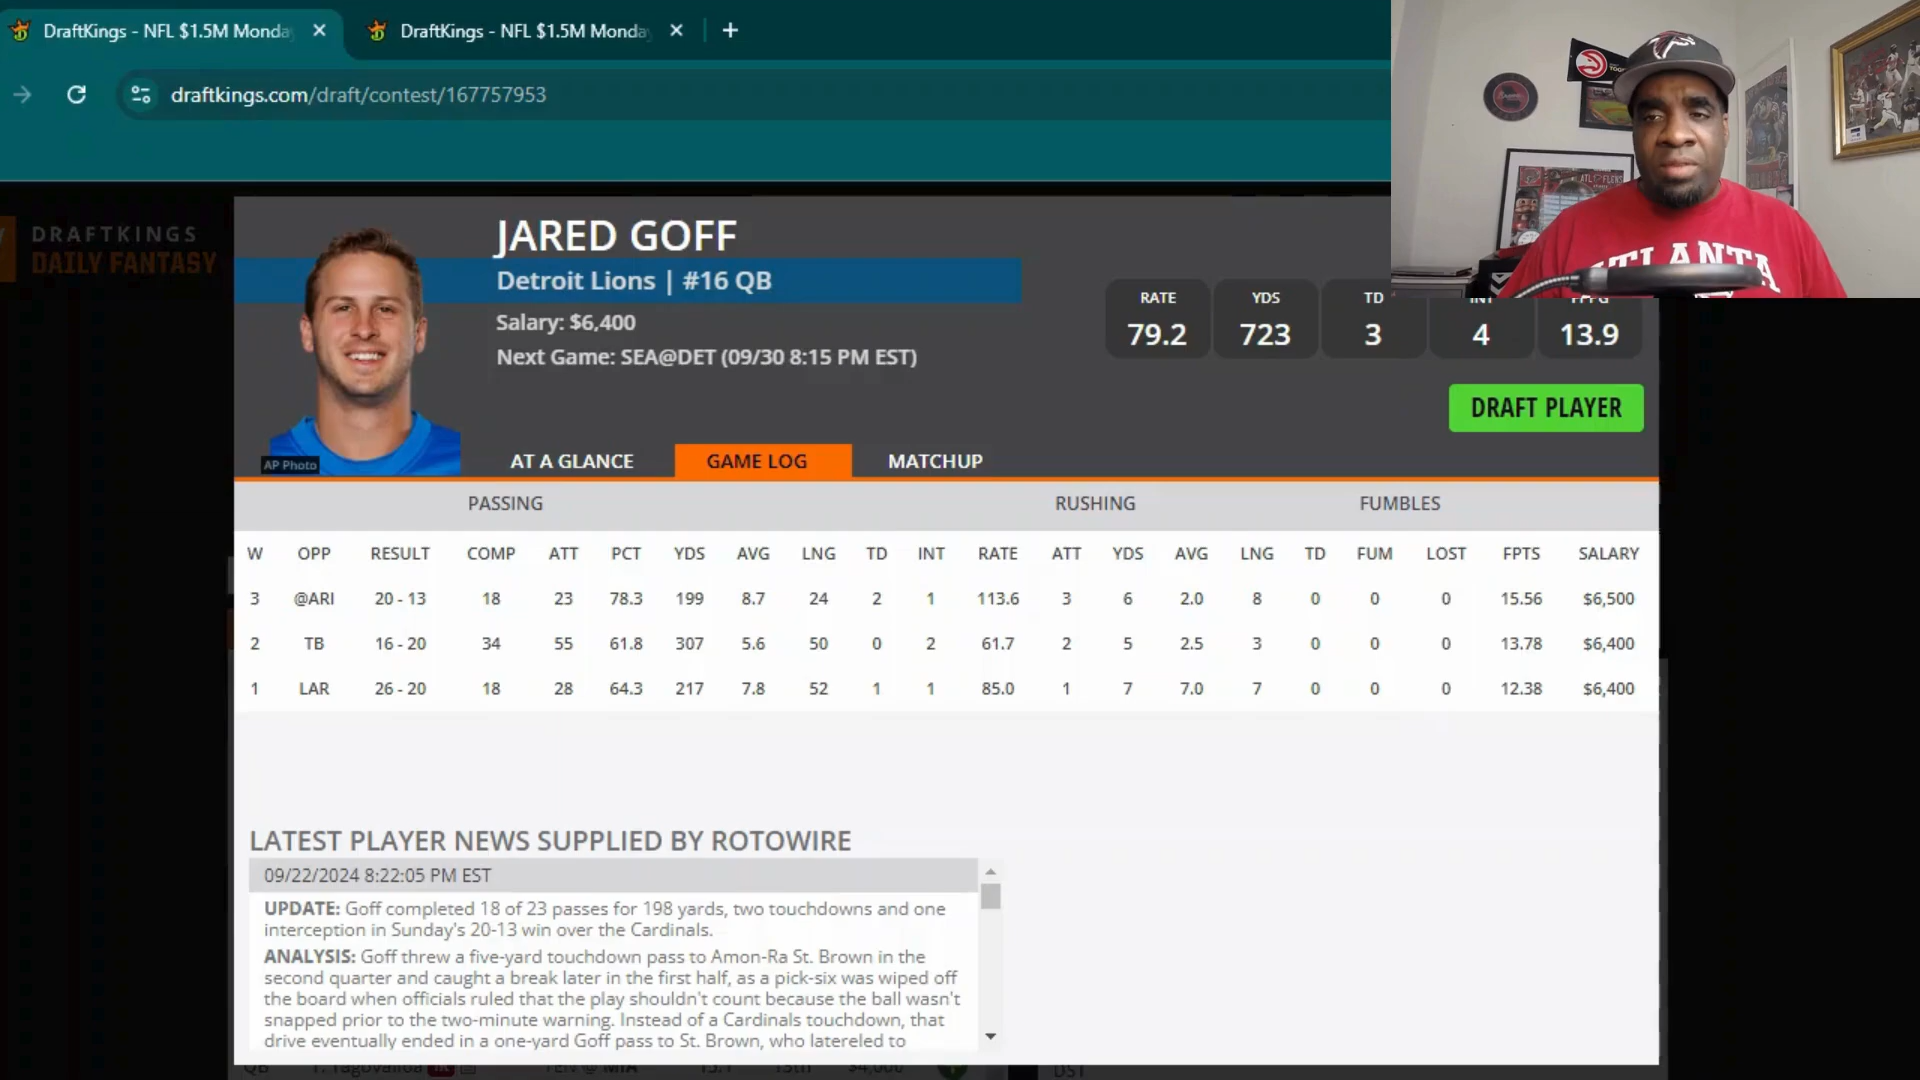 DraftKings - NFL $1.5M Monda
DraftKings - NFL $1.5M Monda
draftkings.com/draft/contest/167757953
DRAFTKINGS
DAILY FANTASY
JARED GOFF
Detroit Lions | #16 QB
Salary: $6,400
Next Game: SEA@DET (09/30 8:15 PM EST)
RATE YDS TD INT FPPG
79.2 723 3 4 13.9
DRAFT PLAYER
AP Photo
AT A GLANCE GAME LOG MATCHUP
PASSING RUSHING FUMBLES
W OPP RESULT COMP ATT PCT YDS AVG LNG TD INT RATE ATT YDS AVG LNG TD FUM LOST FPTS SALARY
3 @ARI 20 - 13 18 23 78.3 199 8.7 24 2 1 113.6 3 6 2.0 8 0 0 0 15.56 $6,500
2 TB 16 - 20 34 55 61.8 307 5.6 50 0 2 61.7 2 5 2.5 3 0 0 0 13.78 $6,400
1 LAR 26 - 20 18 28 64.3 217 7.8 52 1 1 85.0 1 7 7.0 7 0 0 0 12.38 $6,400
LATEST PLAYER NEWS SUPPLIED BY ROTOWIRE
09/22/2024 8:22:05 PM EST
UPDATE: Goff completed 18 of 23 passes for 198 yards, two touchdowns and one
interception in Sunday's 20-13 win over the Cardinals.
ANALYSIS: Goff threw a five-yard touchdown pass to Amon-Ra St. Brown in the
second quarter and caught a break later in the first half, as a pick-six was wiped off
the board when officials ruled that the play shouldn't count because the ball wasn't
snapped prior to the two-minute warning. Instead of a Cardinals touchdown, that
drive eventually ended in a one-yard Goff pass to St. Brown, who latereled to
QB T. Tagovailoa IR TEN @ MIA 15.1 13th $4,000
DST
ATLANTA